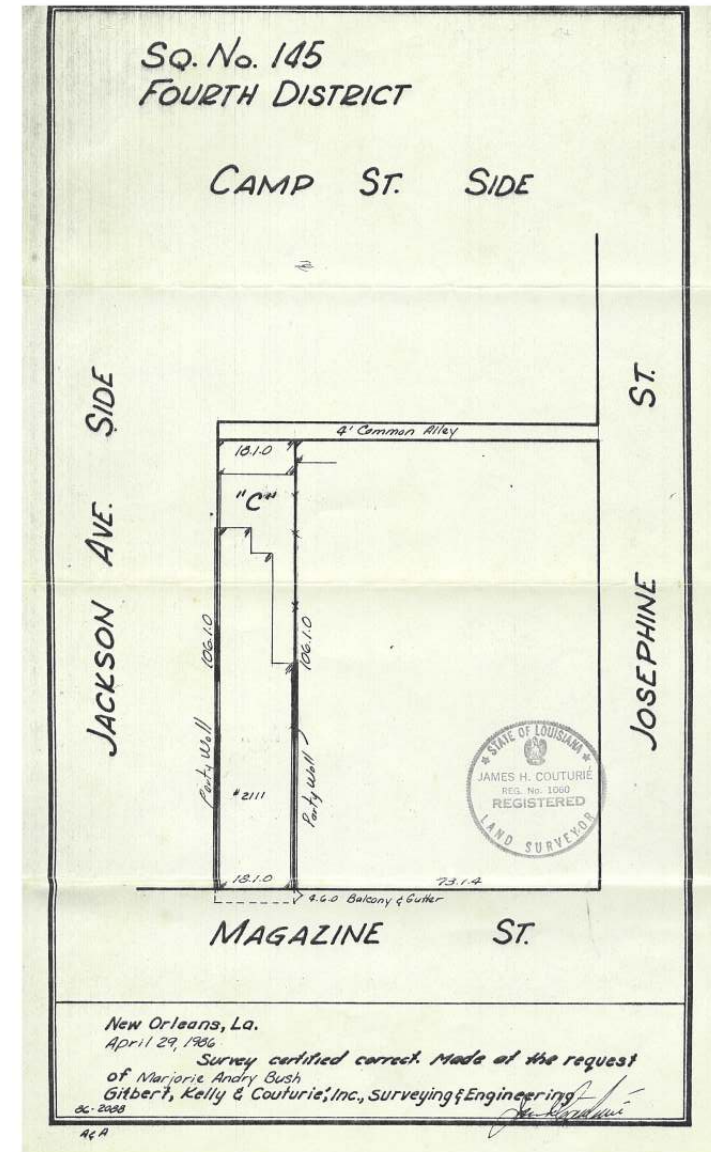 SQ. No. 145
FOURTH DISTRICT
CAMP ST. SIDE
JACKSON AVE. SIDE
JOSEPHINE ST.
4' Common Alley
18.1.0
"C"
106.1.0
106.1.0
Party Wall
Party Wall
#2111
STATE OF LOUISIANA
JAMES H. COUTURIÉ
REG. No. 1060
REGISTERED
LAND SURVEYOR
18.1.0
73.1.4
4.6.0 Balcony & Gutter
MAGAZINE ST.
New Orleans, La.
April 29, 1986
Survey certified correct. Made at the request
of Marjorie Andry Bush
Gilbert, Kelly & Couturié, Inc., Surveying & Engineering
86-2088
A&A